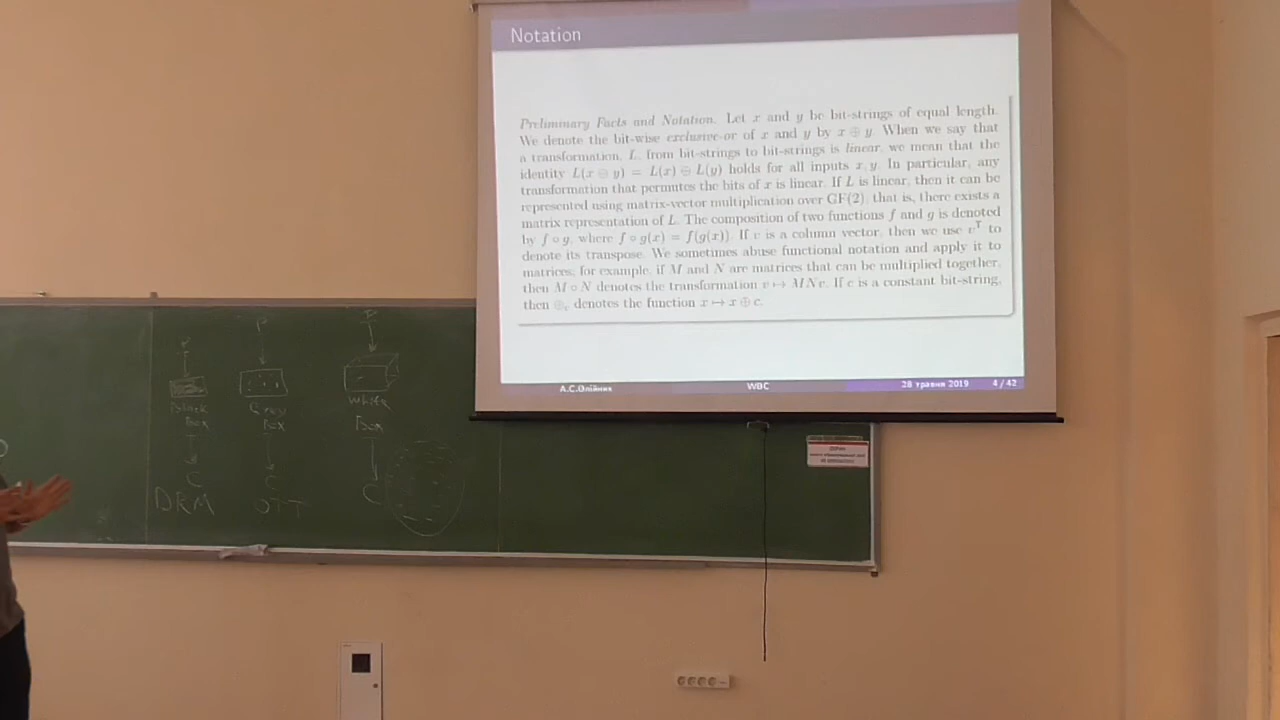 Notation
Preliminary Facts and Notation. Let x and y be bit-strings of equal length.
We denote the bit-wise exclusive-or of x and y by x ⊕ y. When we say that
a transformation, L, from bit-strings to bit-strings is linear, we mean that the
identity L(x ⊕ y) = L(x) ⊕ L(y) holds for all inputs x, y. In particular, any
transformation that permutes the bits of x is linear. If L is linear, then it can be
represented using matrix-vector multiplication over GF(2), that is, there exists a
matrix representation of L. The composition of two functions f and g is denoted
by f ∘ g, where f ∘ g(x) = f(g(x)). If v is a column vector, then we use vᵀ to
denote its transpose. We sometimes abuse functional notation and apply it to
matrices; for example, if M and N are matrices that can be multiplied together,
then M ∘ N denotes the transformation v ↦ MNv. If c is a constant bit-string,
then ⊕c denotes the function x ↦ x ⊕ c.
А.С.Олійник WBC 28 травня 2019 4 / 42
P
Black Grey White
Box Box Box
C C C
DRM OTT